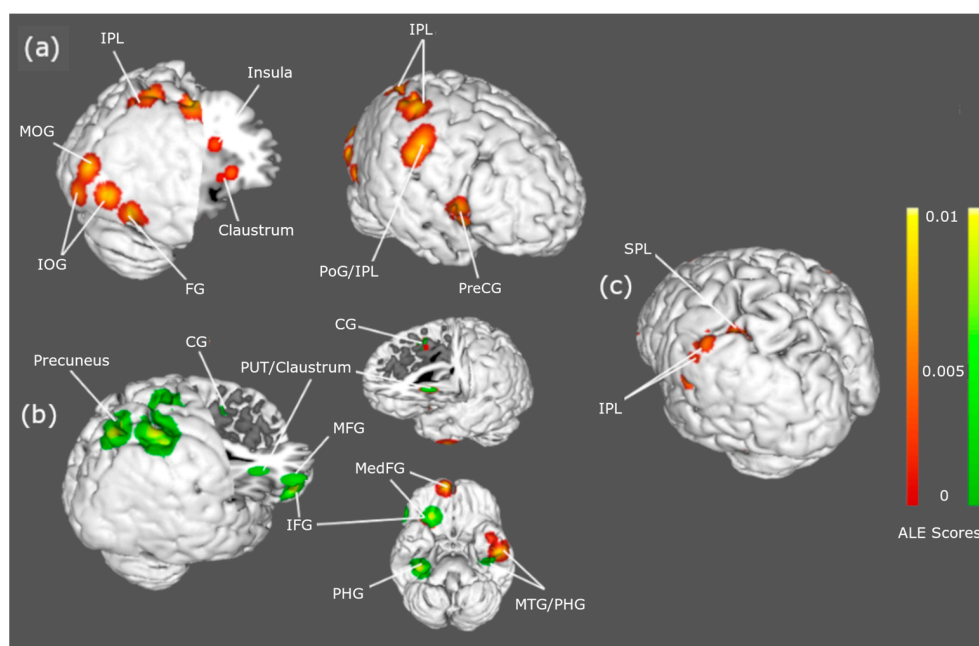 (a)
IPL
Insula
MOG
IOG
FG
Claustrum
IPL
PoG/IPL
PreCG
(b)
Precuneus
CG
PUT/Claustrum
MFG
IFG
CG
MedFG
PHG
MTG/PHG
(c)
SPL
IPL
0.01
0.005
0
ALE Scores